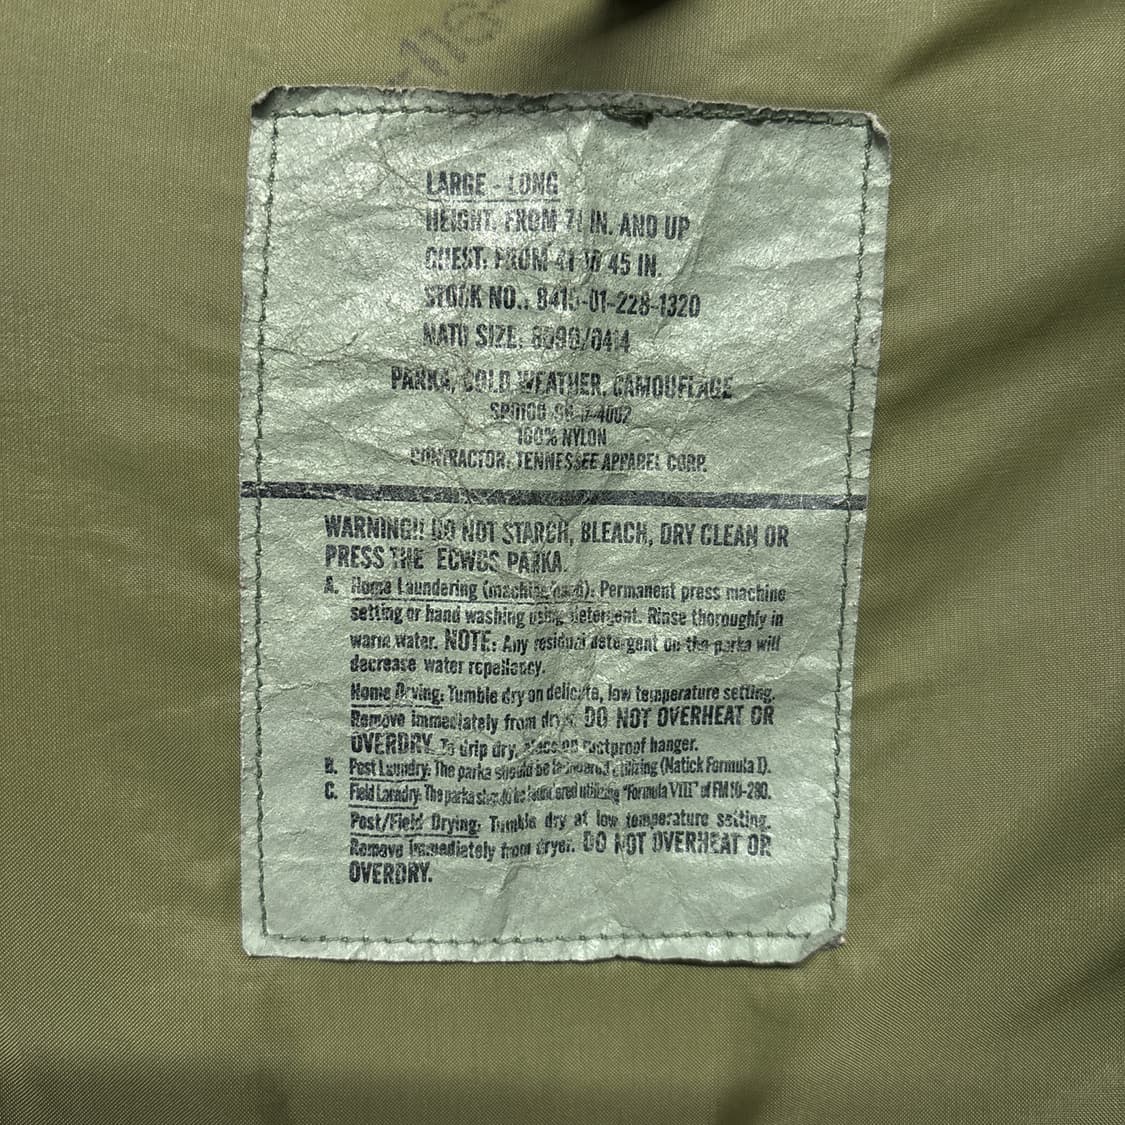 -116
LARGE - LONG
HEIGHT. FROM 71 IN. AND UP
CHEST. FROM 41 TO 45 IN.
STOCK NO.: 8415-01-228-1320
NATO SIZE: 8090/0414
PARKA, COLD WEATHER, CAMOUFLAGE
100% NYLON
CONTRACTOR: TENNESSEE APPAREL CORP.
WARNING!! DO NOT STARCH, BLEACH, DRY CLEAN OR
PRESS THE ECWCS PARKA.
A. Home Laundering (machine/hand): Permanent press machine
setting or hand washing using detergent. Rinse thoroughly in
warm water. NOTE: Any residual detergent on the parka will
decrease water repellency.
Home Drying: Tumble dry on delicate, low temperature setting.
Remove immediately from dryer. DO NOT OVERHEAT OR
OVERDRY. To drip dry, place on rustproof hanger.
B. Post Laundry: The parka should be laundered utilizing (Natick Formula I).
C. Field Laundry: The parka should be laundered utilizing "Formula VIII" of FM 10-280.
Post/Field Drying: Tumble dry at low temperature setting.
Remove immediately from dryer. DO NOT OVERHEAT OR
OVERDRY.